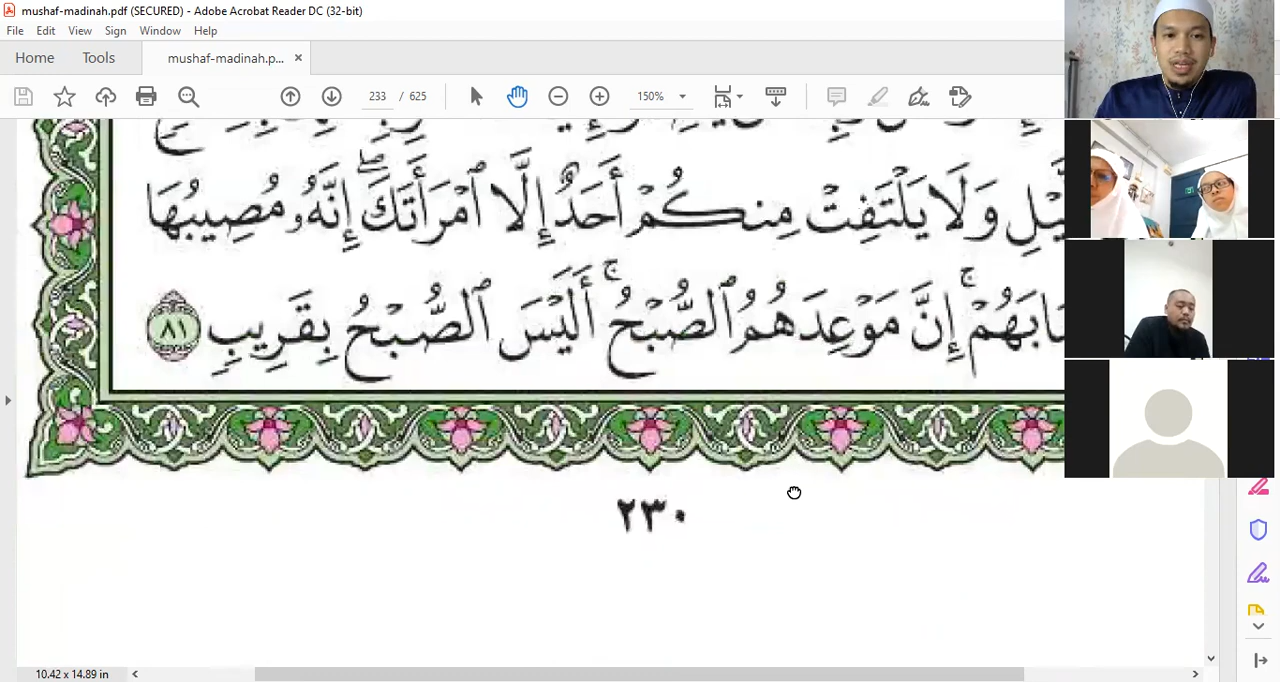 mushaf-madinah.pdf (SECURED) - Adobe Acrobat Reader DC (32-bit)
File Edit View Sign Window Help
Home Tools mushaf-madinah.p... ×
233 / 625 150%
وَلَا يَلْتَفِتْ مِنكُمْ أَحَدٌ إِلَّا ٱمْرَأَتَكَۖ إِنَّهُۥ مُصِيبُهَا
إِنَّ مَوْعِدَهُمُ ٱلصُّبْحُۚ أَلَيْسَ ٱلصُّبْحُ بِقَرِيبٍ ٨١
٢٣٠
10.42 x 14.89 in